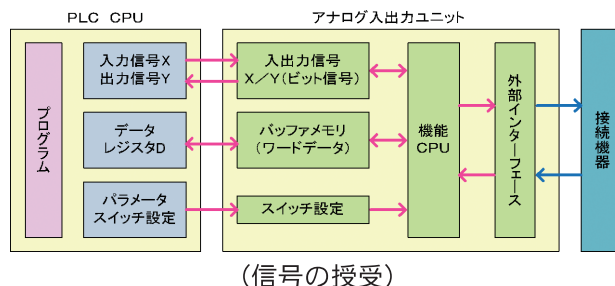 PLC CPU
アナログ入出力ユニット
プログラム
入力信号X
出力信号Y
入出力信号
X／Y(ビット信号)
データ
レジスタD
バッファメモリ
(ワードデータ)
パラメータ
スイッチ設定
スイッチ設定
機能
CPU
外部インターフェース
接続機器
(信号の授受)